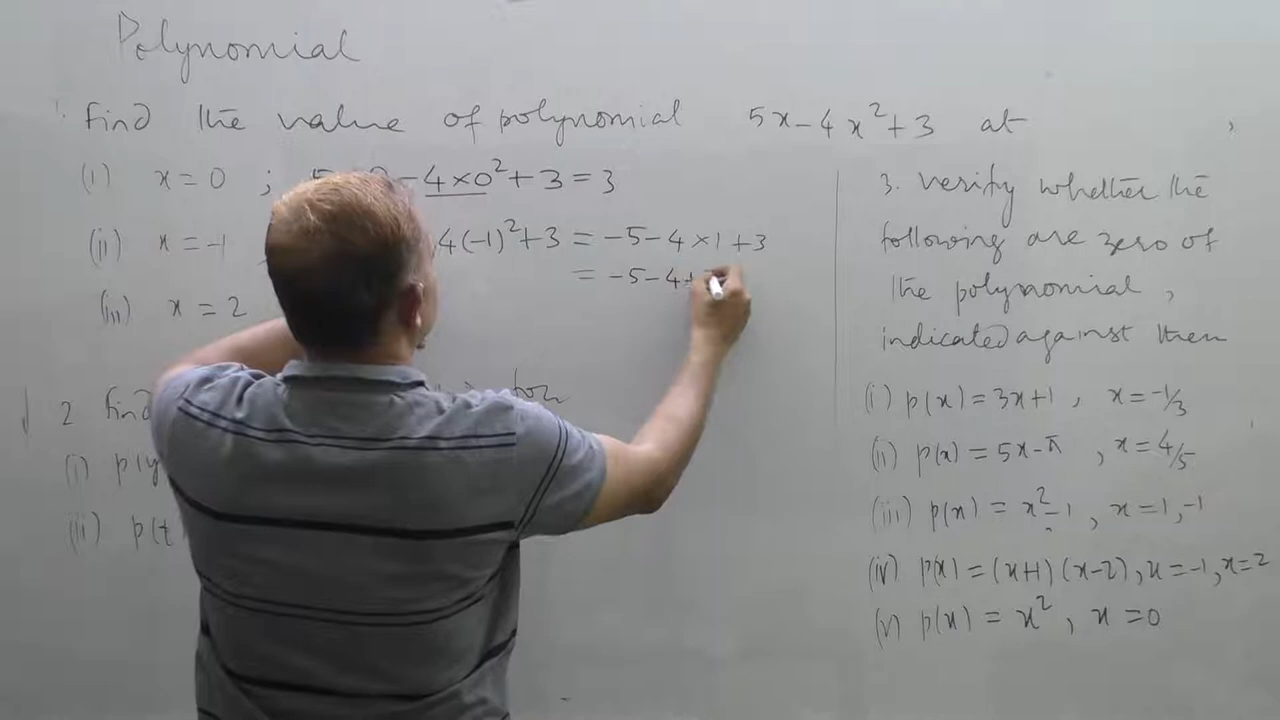 Polynomial
find the value of polynomial 5x-4x²+3 at
(i) x=0 ; -4×0²+3=3
(ii) x=-1 4(-1)²+3 = -5-4×1+3
= -5-4+
(iii) x=2
2 find for
(i) p(y
(ii) p(t
3. verify whether the
following are zero of
the polynomial,
indicated against them
(i) p(x)=3x+1, x=-1/3
(ii) p(x)=5x-π, x=4/5
(iii) p(x)=x²-1, x=1,-1
(iv) p(x)=(x+1)(x-2), x=-1, x=2
(v) p(x)=x², x=0